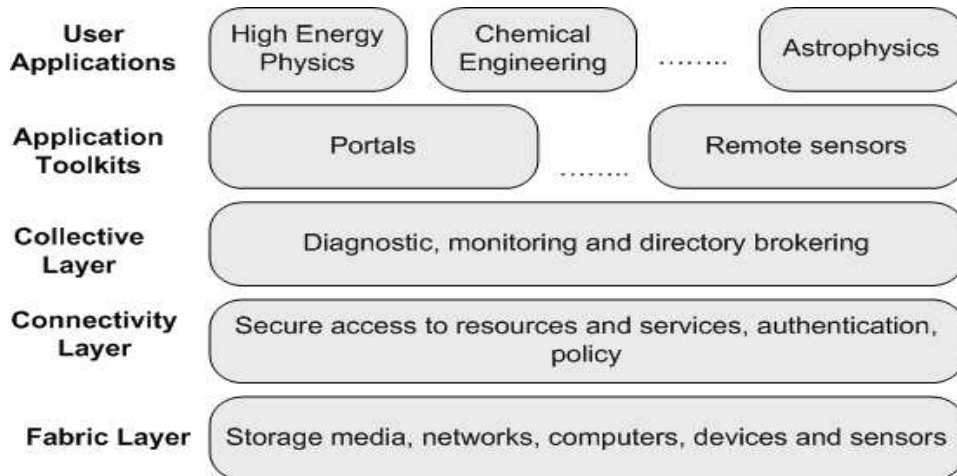 User
Applications
High Energy
Physics
Chemical
Engineering
........
Astrophysics
Application
Toolkits
Portals
........
Remote sensors
Collective
Layer
Diagnostic, monitoring and directory brokering
Connectivity
Layer
Secure access to resources and services, authentication,
policy
Fabric Layer
Storage media, networks, computers, devices and sensors